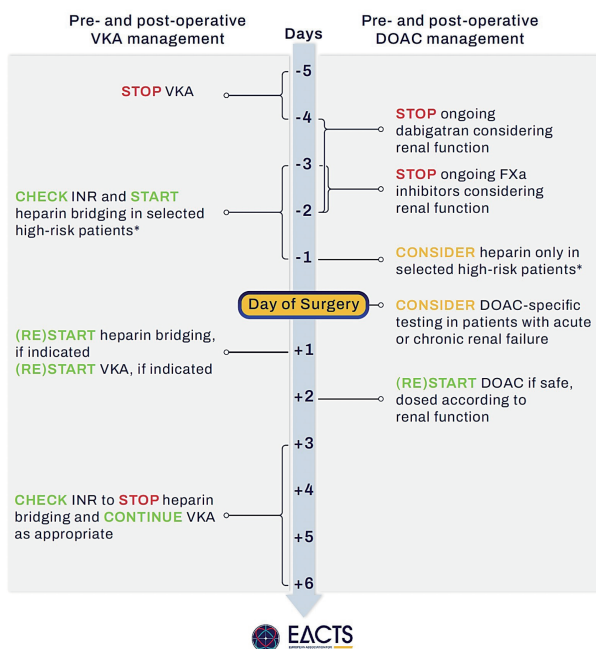 Pre- and post-operative
VKA management
Days
Pre- and post-operative
DOAC management
-5
STOP VKA
-4
STOP ongoing
dabigatran considering
renal function
-3
STOP ongoing FXa
inhibitors considering
renal function
CHECK INR and START
heparin bridging in selected
high-risk patients*
-2
-1
CONSIDER heparin only in
selected high-risk patients*
Day of Surgery
CONSIDER DOAC-specific
testing in patients with acute
or chronic renal failure
(RE)START heparin bridging,
if indicated
(RE)START VKA, if indicated
+1
+2
(RE)START DOAC if safe,
dosed according to
renal function
+3
+4
CHECK INR to STOP heparin
bridging and CONTINUE VKA
as appropriate
+5
+6
EACTS
EUROPEAN ASSOCIATION FOR